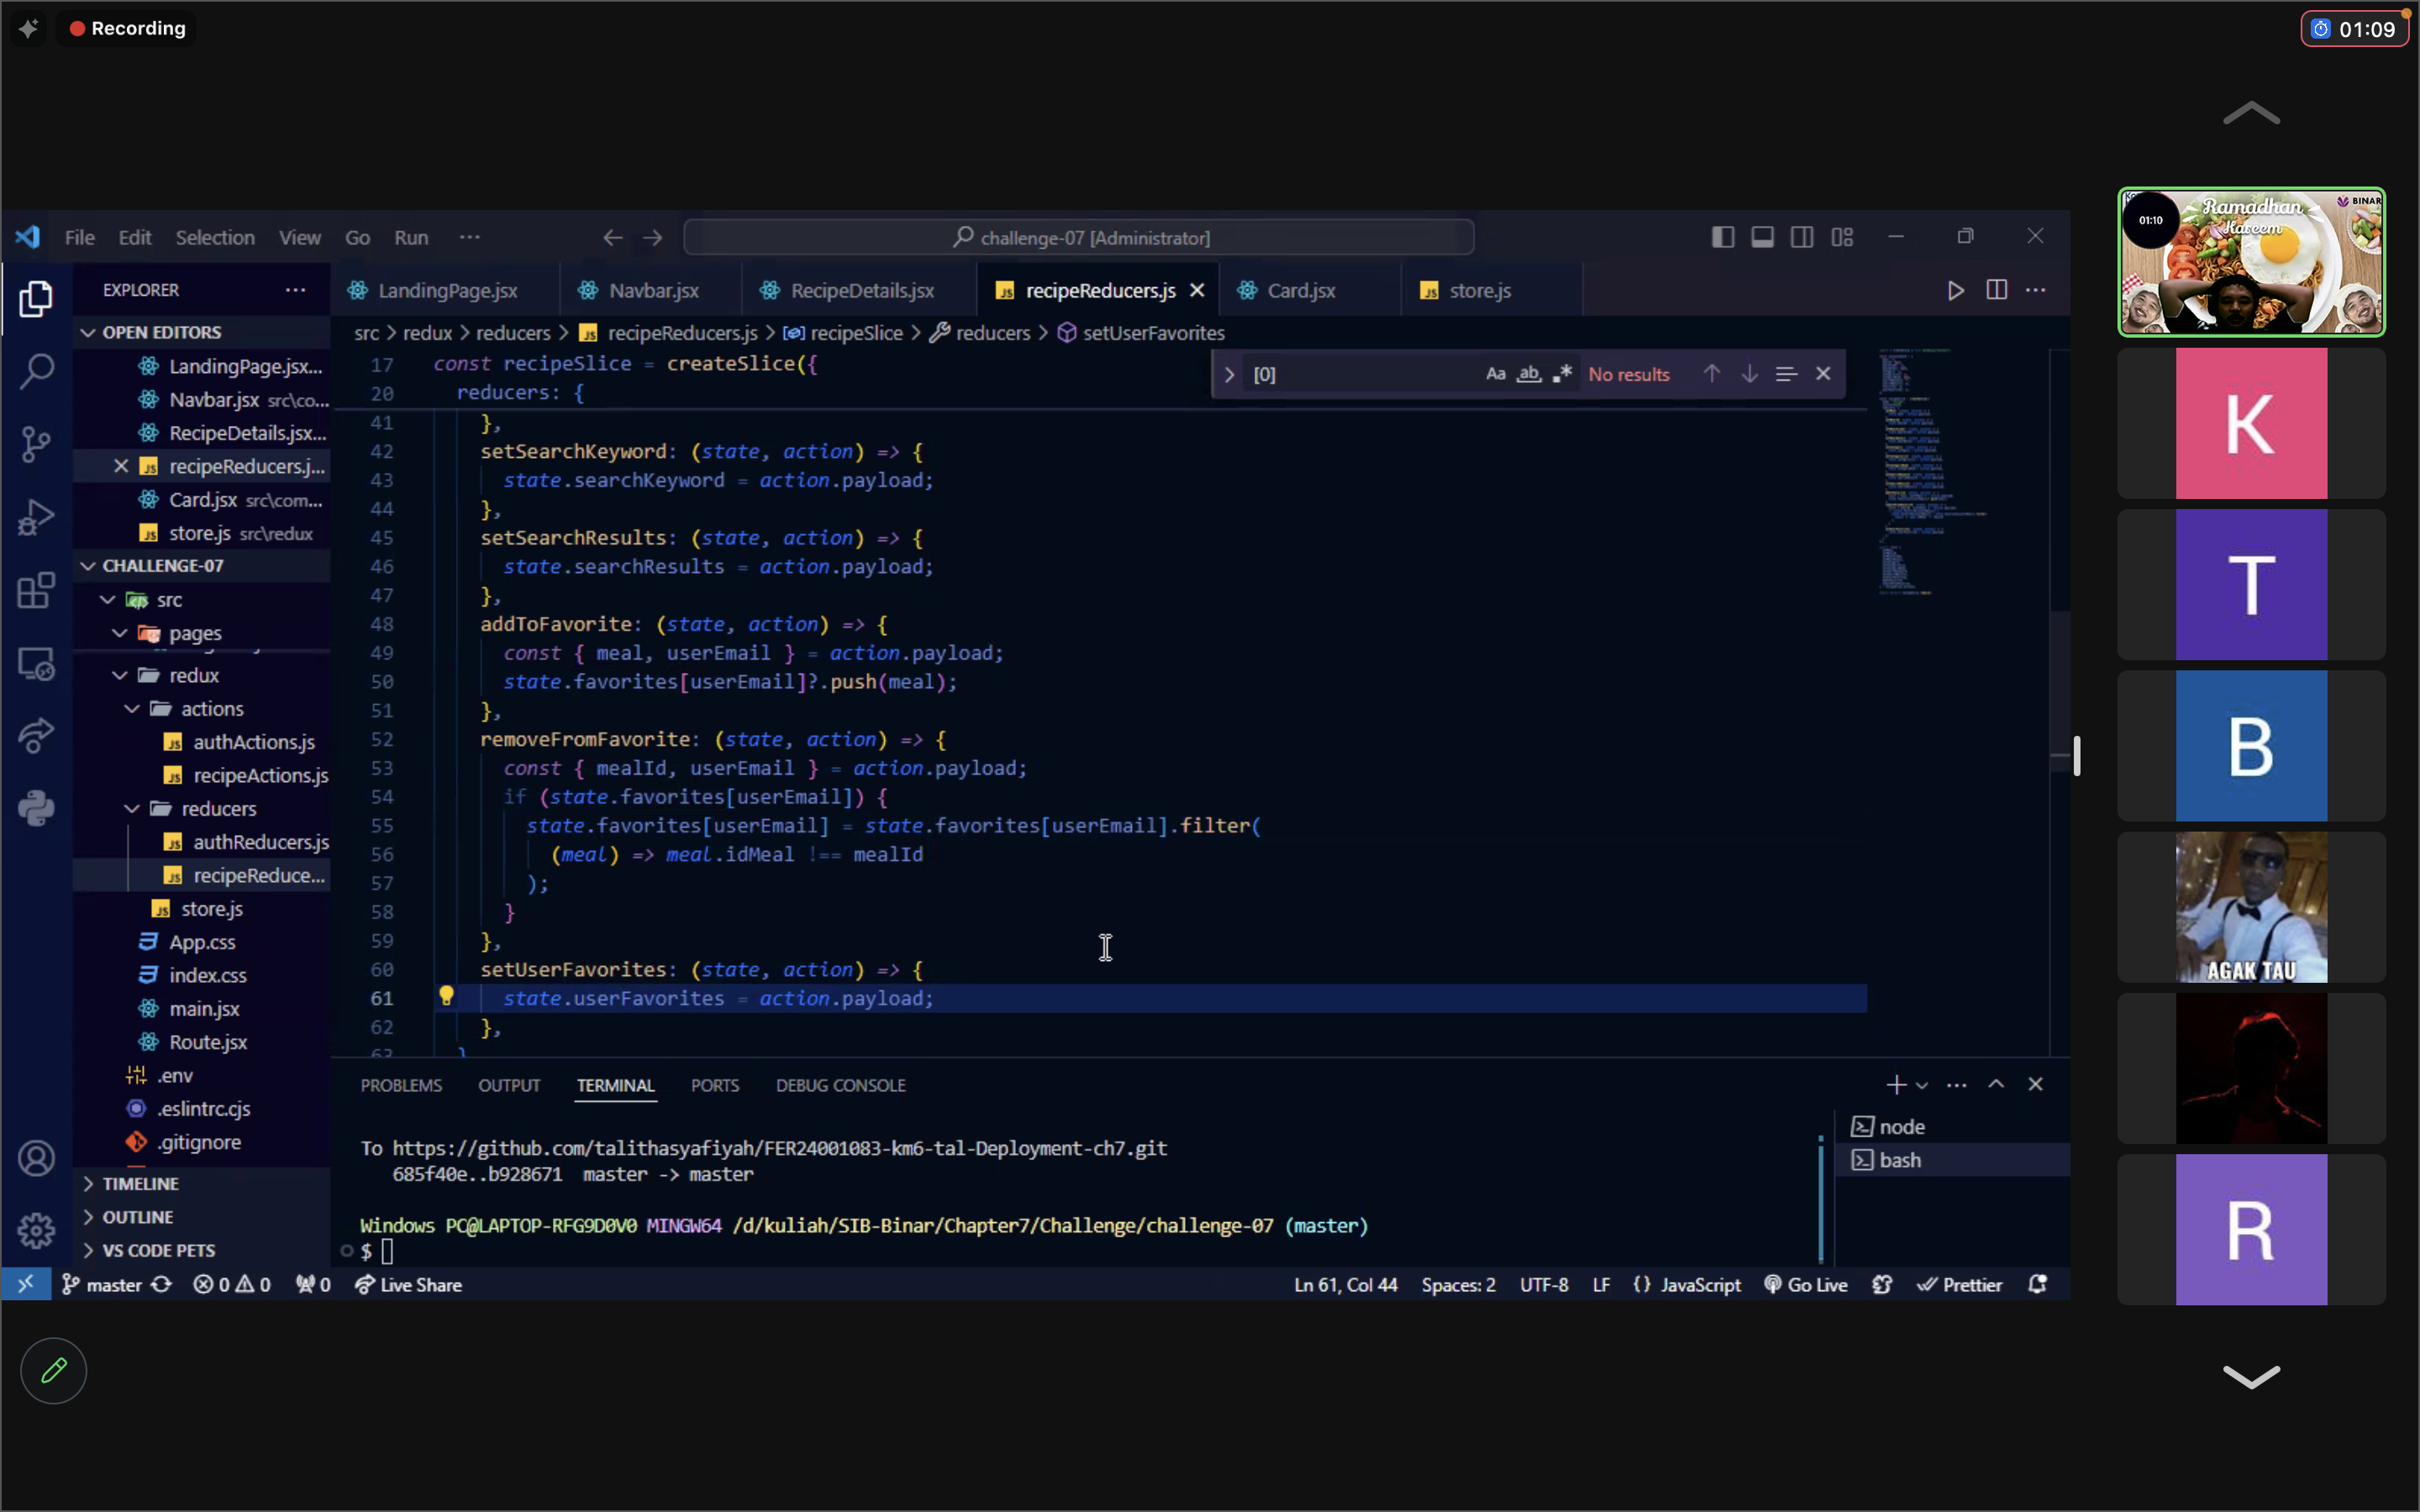 Recording
01:09
File Edit Selection View Go Run ···
challenge-07 [Administrator]
EXPLORER ···
LandingPage.jsx
Navbar.jsx
RecipeDetails.jsx
recipeReducers.js
Card.jsx
store.js
OPEN EDITORS
LandingPage.jsx...
Navbar.jsx src\co...
RecipeDetails.jsx...
recipeReducers.j...
Card.jsx src\com...
store.js src\redux
CHALLENGE-07
src
pages
redux
actions
authActions.js
recipeActions.js
reducers
authReducers.js
recipeReduce...
store.js
App.css
index.css
main.jsx
Route.jsx
.env
.eslintrc.cjs
.gitignore
TIMELINE
OUTLINE
VS CODE PETS
src > redux > reducers > recipeReducers.js > recipeSlice > reducers > setUserFavorites
[0] Aa ab .* No results
17 const recipeSlice = createSlice({
20 reducers: {
41 },
42 setSearchKeyword: (state, action) => {
43 state.searchKeyword = action.payload;
44 },
45 setSearchResults: (state, action) => {
46 state.searchResults = action.payload;
47 },
48 addToFavorite: (state, action) => {
49 const { meal, userEmail } = action.payload;
50 state.favorites[userEmail]?.push(meal);
51 },
52 removeFromFavorite: (state, action) => {
53 const { mealId, userEmail } = action.payload;
54 if (state.favorites[userEmail]) {
55 state.favorites[userEmail] = state.favorites[userEmail].filter(
56 (meal) => meal.idMeal !== mealId
57 );
58 }
59 },
60 setUserFavorites: (state, action) => {
61 state.userFavorites = action.payload;
62 },
63 }
PROBLEMS OUTPUT TERMINAL PORTS DEBUG CONSOLE
To https://github.com/talithasyafiyah/FER24001083-km6-tal-Deployment-ch7.git
685f40e..b928671 master -> master
Windows PC@LAPTOP-RFG9D0V0 MINGW64 /d/kuliah/SIB-Binar/Chapter7/Challenge/challenge-07 (master)
$
node
bash
master 0 0 0 Live Share
Ln 61, Col 44 Spaces: 2 UTF-8 LF {} JavaScript Go Live Prettier
01:10
Ramadhan
Kareem
BINAR
K
T
B
AGAK TAU
R